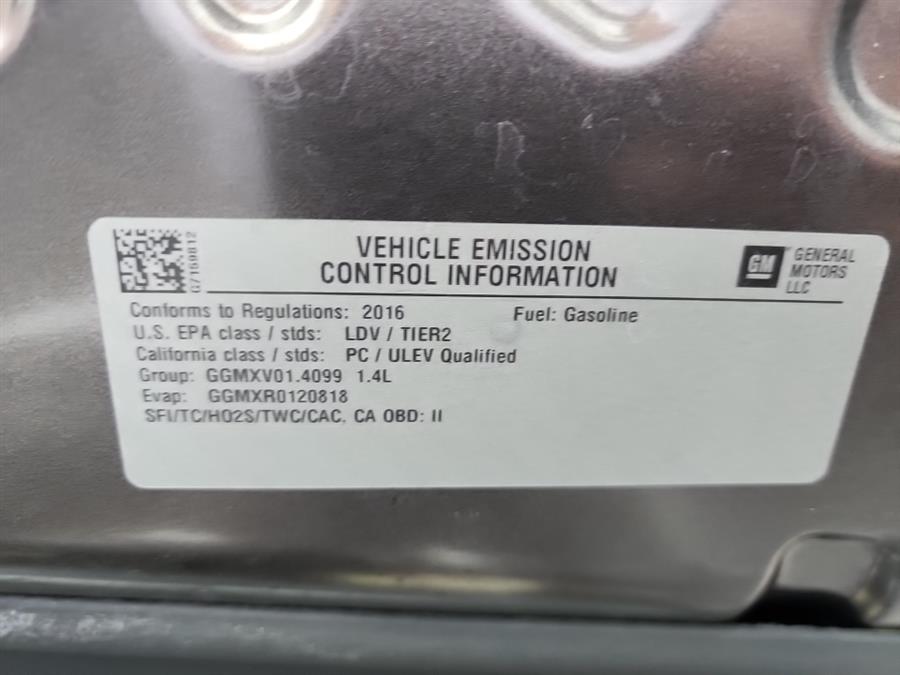 G7159812
VEHICLE EMISSION
CONTROL INFORMATION
GM
GENERAL
MOTORS
LLC
Conforms to Regulations: 2016 Fuel: Gasoline
U.S. EPA class / stds: LDV / TIER2
California class / stds: PC / ULEV Qualified
Group: GGMXV01.4099 1.4L
Evap: GGMXR0120818
SFI/TC/HO2S/TWC/CAC, CA OBD: II